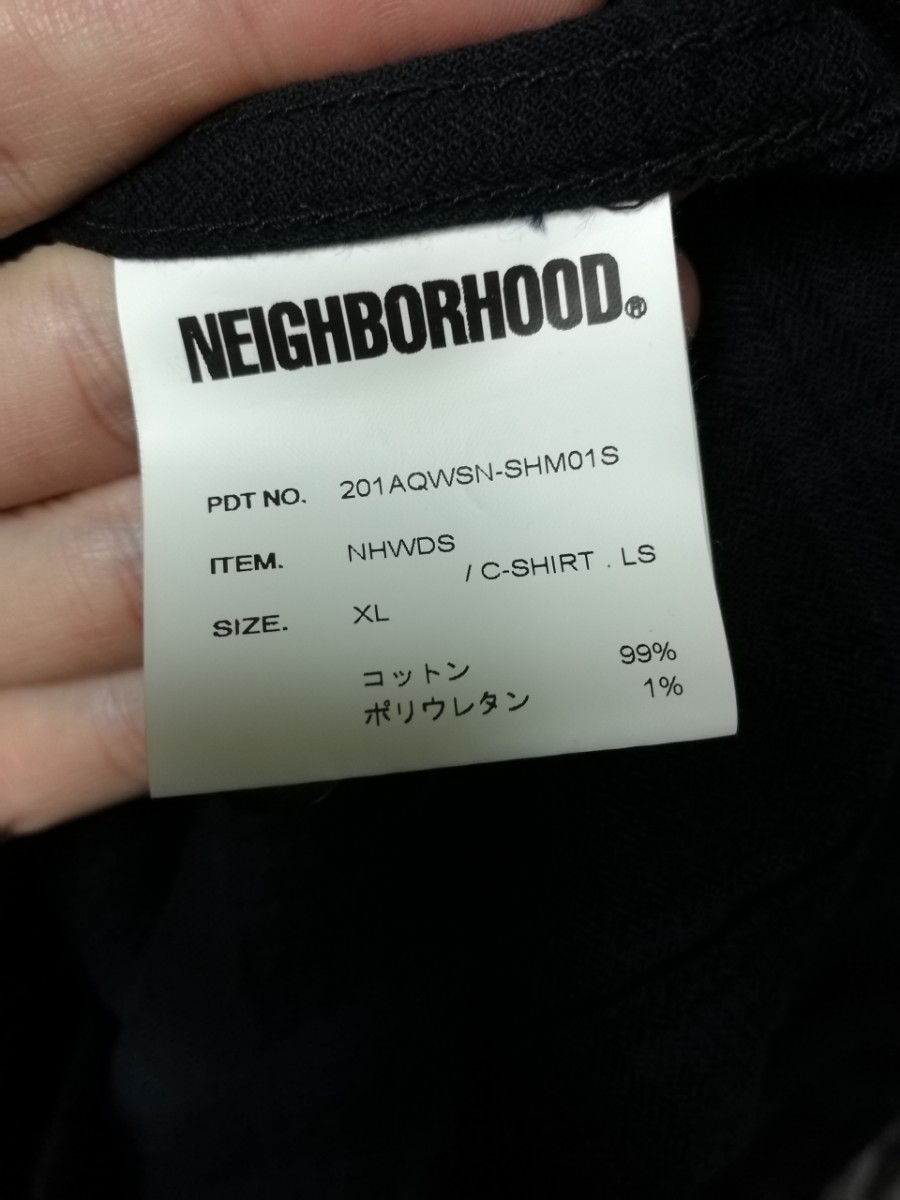 NEIGHBORHOOD®
PDT NO. 201AQWSN-SHM01S
ITEM. NHWDS
/ C-SHIRT . LS
SIZE. XL
コットン 99%
ポリウレタン 1%